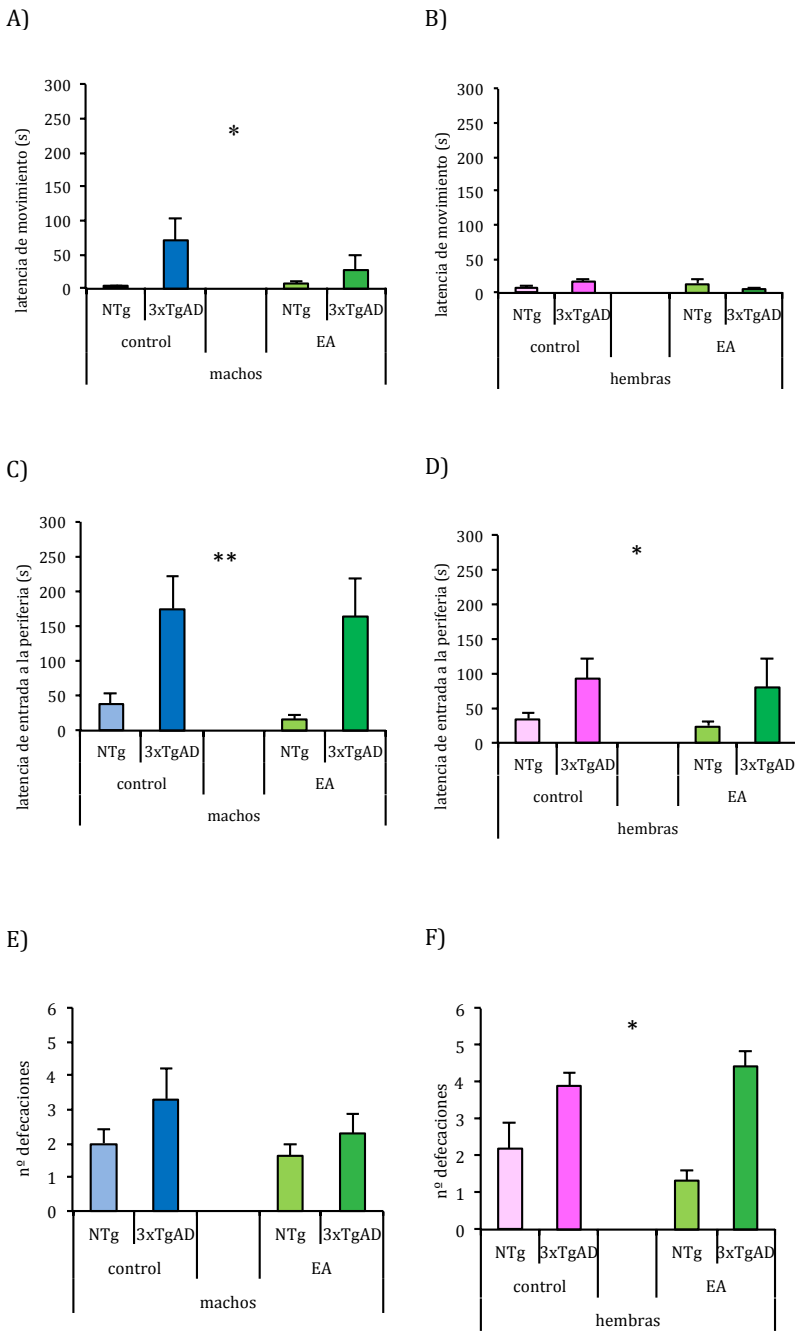 A)
latencia de movimiento (s)
300
250
200
150
100
50
0
*
NTg 3xTgAD NTg 3xTgAD
control EA
machos
B)
latencia de movimiento (s)
300
250
200
150
100
50
0
NTg 3xTgAD NTg 3xTgAD
control EA
hembras
C)
latencia de entrada a la periferia (s)
300
250
200
150
100
50
0
**
NTg 3xTgAD NTg 3xTgAD
control EA
machos
D)
latencia de entrada a la periferia (s)
300
250
200
150
100
50
0
*
NTg 3xTgAD NTg 3xTgAD
control EA
hembras
E)
nº defecaciones
6
5
4
3
2
1
0
NTg 3xTgAD NTg 3xTgAD
control EA
machos
F)
nº defecaciones
6
5
4
3
2
1
0
*
NTg 3xTgAD NTg 3xTgAD
control EA
hembras